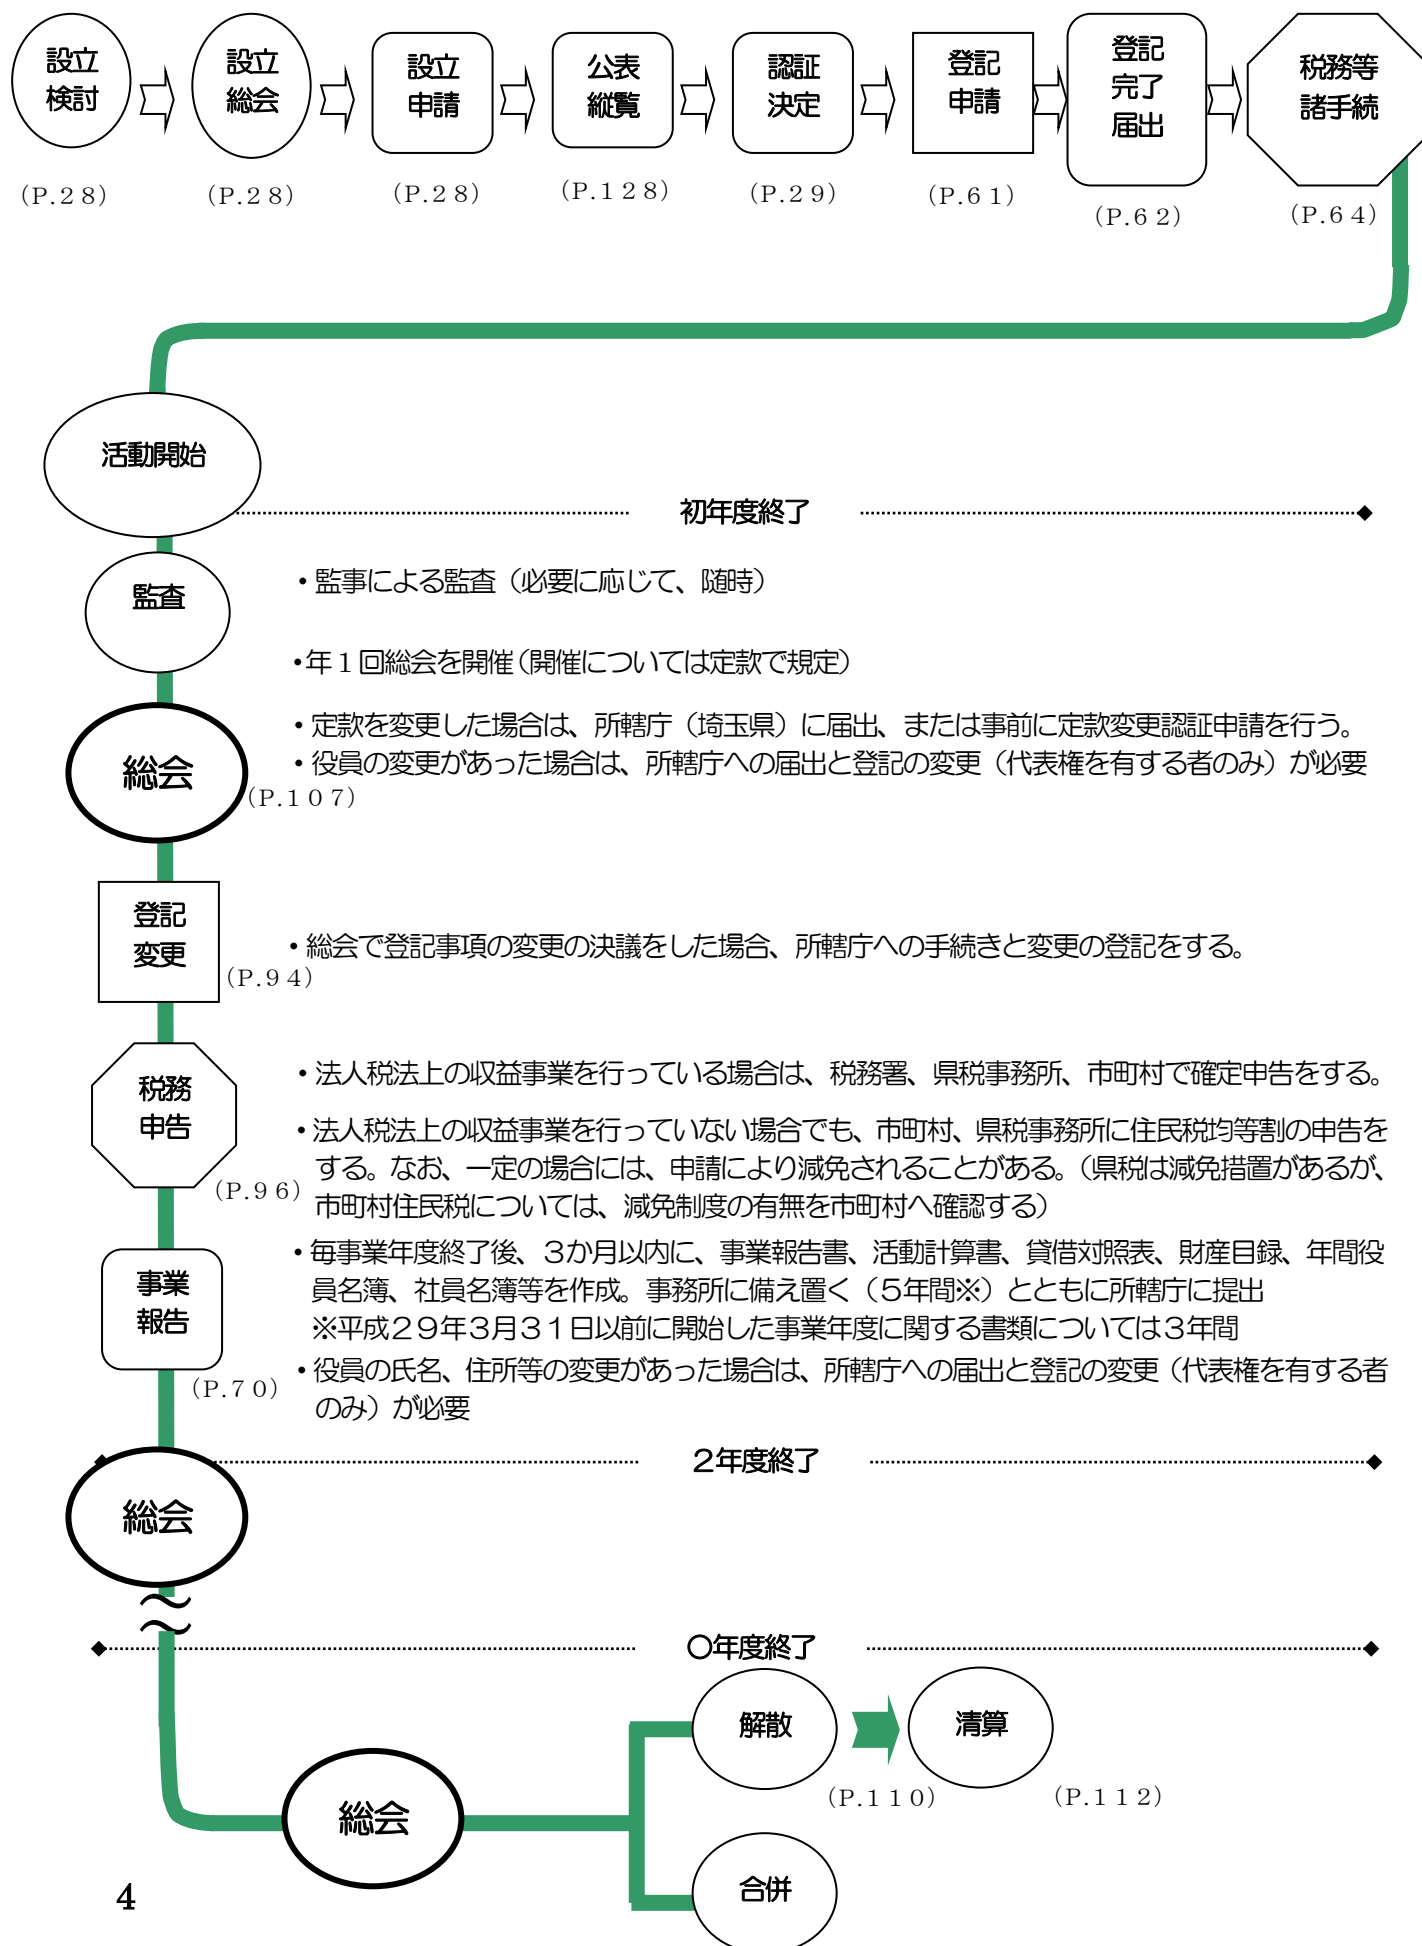 設立
検討
設立
総会
設立
申請
公表
縦覧
認証
決定
登記
申請
登記
完了
届出
税務等
諸手続
（P.２８）
（P.２８）
（P.２８）
（P.１２８）
（P.２９）
（P.６１）
（P.６２）
（P.６４）
活動開始
初年度終了
監査
・監事による監査（必要に応じて、随時）
・年１回総会を開催（開催については定款で規定）
総会
（P.１０７）
・定款を変更した場合は、所轄庁（埼玉県）に届出、または事前に定款変更認証申請を行う。
・役員の変更があった場合は、所轄庁への届出と登記の変更（代表権を有する者のみ）が必要
登記
変更
（P.９４）
・総会で登記事項の変更の決議をした場合、所轄庁への手続きと変更の登記をする。
税務
申告
（P.９６）
・法人税法上の収益事業を行っている場合は、税務署、県税事務所、市町村で確定申告をする。
・法人税法上の収益事業を行っていない場合でも、市町村、県税事務所に住民税均等割の申告を
する。なお、一定の場合には、申請により減免されることがある。（県税は減免措置があるが、
市町村住民税については、減免制度の有無を市町村へ確認する）
事業
報告
（P.７０）
・毎事業年度終了後、３か月以内に、事業報告書、活動計算書、貸借対照表、財産目録、年間役
員名簿、社員名簿等を作成。事務所に備え置く（５年間※）とともに所轄庁に提出
※平成２９年３月３１日以前に開始した事業年度に関する書類については３年間
・役員の氏名、住所等の変更があった場合は、所轄庁への届出と登記の変更（代表権を有する者
のみ）が必要
２年度終了
総会
〜
〜
〇年度終了
解散
清算
（P.１１０）
（P.１１２）
総会
合併
4